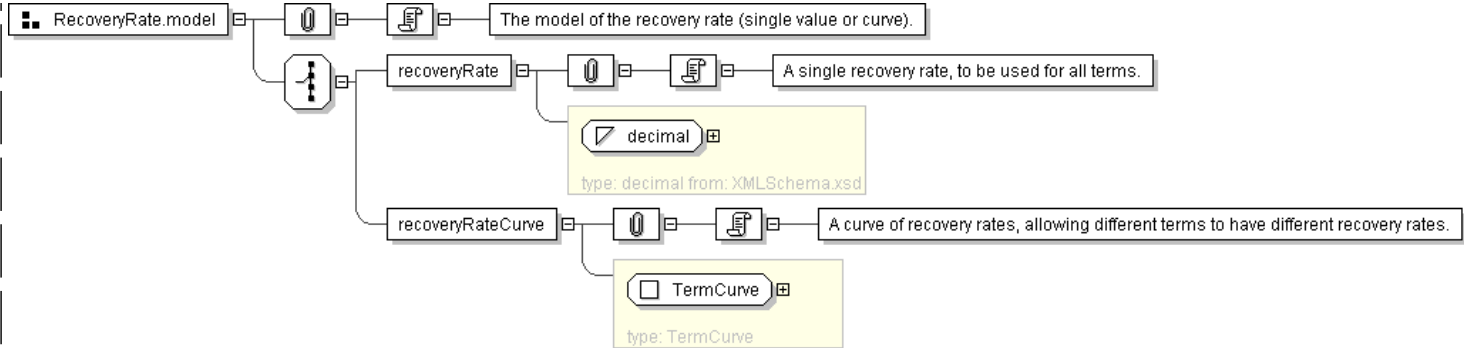 RecoveryRate.model
The model of the recovery rate (single value or curve).
recoveryRate
A single recovery rate, to be used for all terms.
decimal
type: decimal from: XMLSchema.xsd
recoveryRateCurve
A curve of recovery rates, allowing different terms to have different recovery rates.
TermCurve
type: TermCurve